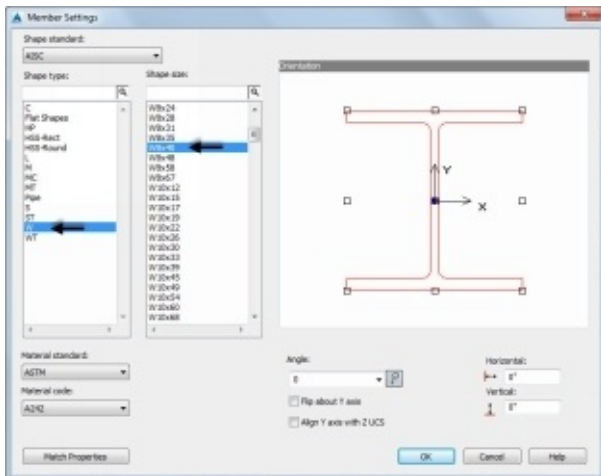 Member Settings
Shape standard:
AISC
Shape type:
C
Flat Shapes
HP
HSS-Rect
HSS-Round
L
M
MC
MT
Pipe
S
ST
W
WT
Shape size:
W8x24
W8x28
W8x31
W8x35
W8x40
W8x48
W8x58
W8x67
W10x12
W10x15
W10x17
W10x19
W10x22
W10x26
W10x30
W10x33
W10x39
W10x45
W10x49
W10x54
W10x60
W10x68
Orientation
Y
X
Material standard:
ASTM
Material code:
A242
Angle:
0
Flip about Y axis
Align Y axis with Z UCS
Horizontal:
0"
Vertical:
0"
Match Properties
OK
Cancel
Help